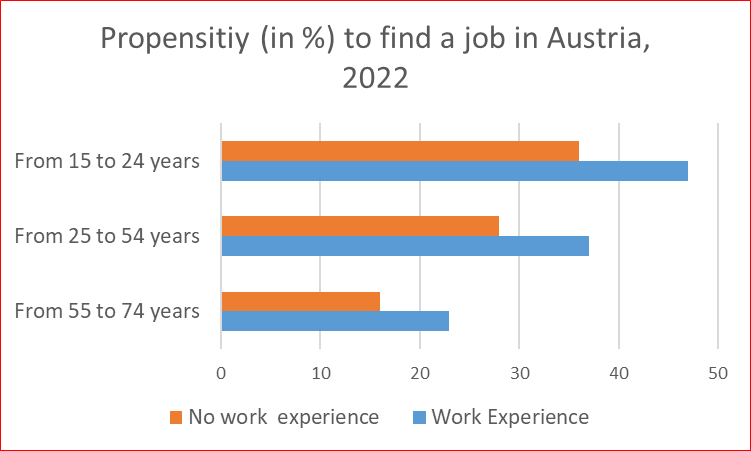 Propensitiy (in %) to find a job in Austria,
2022
From 15 to 24 years
From 25 to 54 years
From 55 to 74 years
0 10 20 30 40 50
No work  experience Work Experience